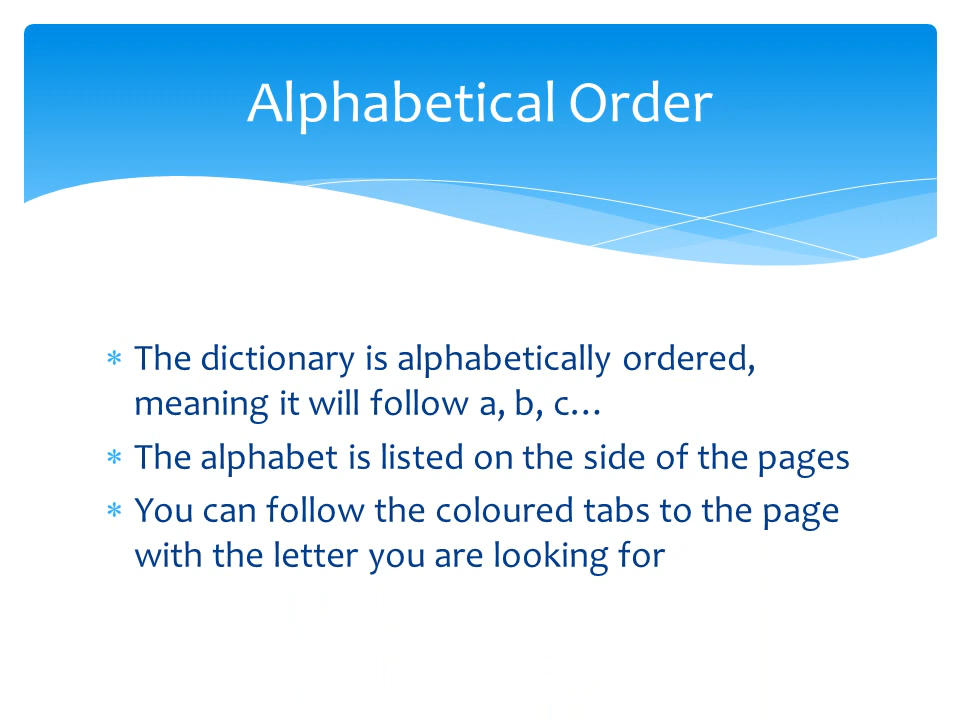 Alphabetical Order
* The dictionary is alphabetically ordered,
meaning it will follow a, b, c…
* The alphabet is listed on the side of the pages
* You can follow the coloured tabs to the page
with the letter you are looking for